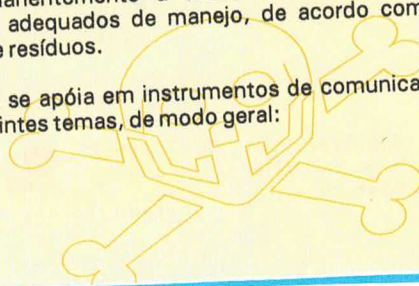 adequados de manejo, de acordo com
e resíduos.
se apóia em instrumentos de comunica
intes temas, de modo geral: